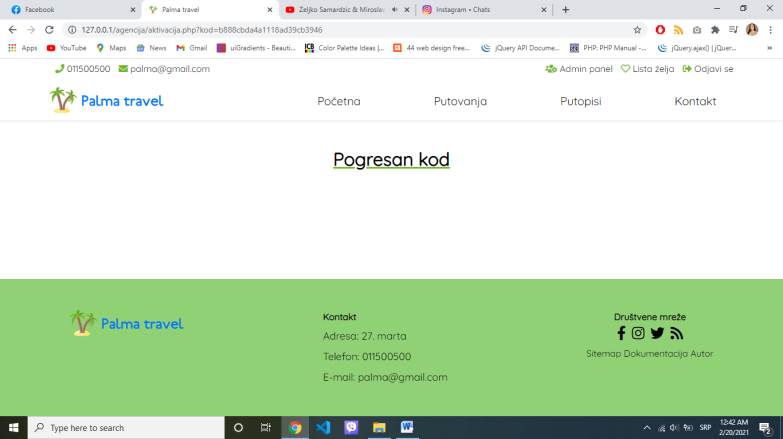 Facebook
Palma travel
Zeljko Samardzic & Miroslav
Instagram • Chats
127.0.0.1/agencija/aktivacija.php?kod=b888cbda4a1118ad39cb3946
Apps
YouTube
Maps
News
Gmail
uiGradients - Beauti...
Color Palette Ideas |...
44 web design free...
jQuery API Docume...
PHP: PHP Manual -...
jQuery.ajax() | jQuer...
»
011500500 palma@gmail.com
Admin panel Lista želja Odjavi se
Palma travel
Početna Putovanja Putopisi Kontakt
Pogresan kod
Palma travel
Kontakt
Adresa: 27. marta
Telefon: 011500500
E-mail: palma@gmail.com
Društvene mreže
Sitemap Dokumentacija Autor
Type here to search
SRP
12:42 AM
2/20/2021
2